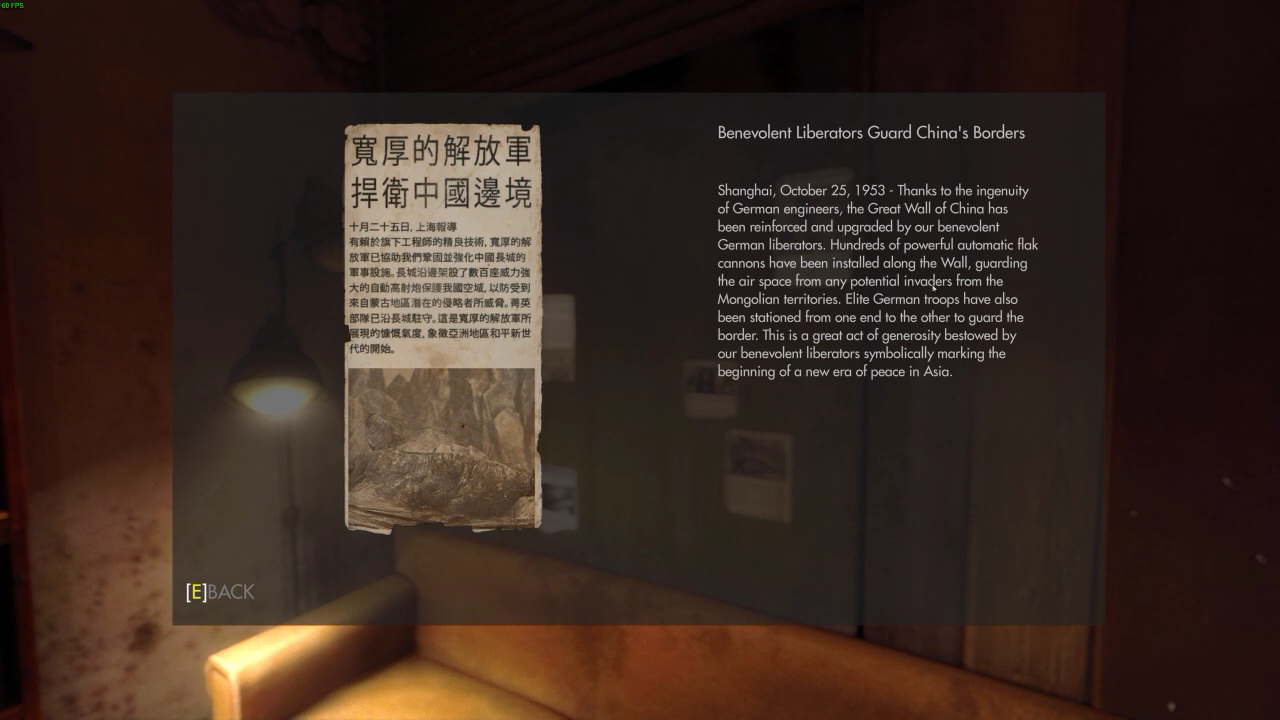 60 FPS
寬厚的解放軍
捍衛中國邊境
十月二十五日, 上海報導
有賴於旗下工程師的精良技術, 寬厚的解
放軍已協助我們鞏固並強化中國長城的
軍事設施。長城沿邊架設了數百座威力強
大的自動高射炮保護我國空域, 以防受到
來自蒙古地區潛在的侵略者所威脅。菁英
部隊已沿長城駐守。這是寬厚的解放軍所
展現的慷慨氣度, 象徵亞洲地區和平新世
代的開始。
Benevolent Liberators Guard China's Borders
Shanghai, October 25, 1953 - Thanks to the ingenuity
of German engineers, the Great Wall of China has
been reinforced and upgraded by our benevolent
German liberators. Hundreds of powerful automatic flak
cannons have been installed along the Wall, guarding
the air space from any potential invaders from the
Mongolian territories. Elite German troops have also
been stationed from one end to the other to guard the
border. This is a great act of generosity bestowed by
our benevolent liberators symbolically marking the
beginning of a new era of peace in Asia.
[E]BACK